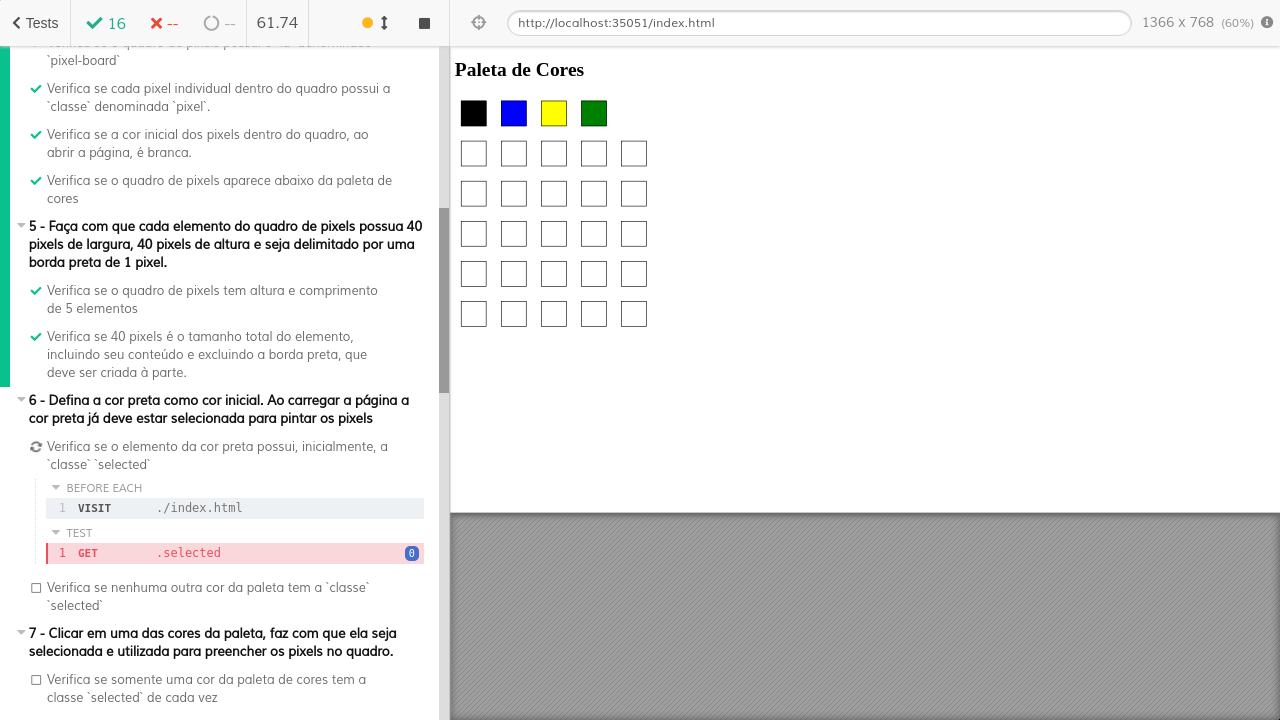 Tests
16
--
--
61.74
http://localhost:35051/index.html
1366 x 768 (60%)
`pixel-board`
Verifica se cada pixel individual dentro do quadro possui a
`classe` denominada `pixel`.
Verifica se a cor inicial dos pixels dentro do quadro, ao
abrir a página, é branca.
Verifica se o quadro de pixels aparece abaixo da paleta de
cores
5 - Faça com que cada elemento do quadro de pixels possua 40
pixels de largura, 40 pixels de altura e seja delimitado por uma
borda preta de 1 pixel.
Verifica se o quadro de pixels tem altura e comprimento
de 5 elementos
Verifica se 40 pixels é o tamanho total do elemento,
incluindo seu conteúdo e excluindo a borda preta, que
deve ser criada à parte.
6 - Defina a cor preta como cor inicial. Ao carregar a página a
cor preta já deve estar selecionada para pintar os pixels
Verifica se o elemento da cor preta possui, inicialmente, a
`classe` `selected`
BEFORE EACH
1 VISIT ./index.html
TEST
1 GET .selected 0
Verifica se nenhuma outra cor da paleta tem a `classe`
`selected`
7 - Clicar em uma das cores da paleta, faz com que ela seja
selecionada e utilizada para preencher os pixels no quadro.
Verifica se somente uma cor da paleta de cores tem a
classe `selected` de cada vez
Paleta de Cores